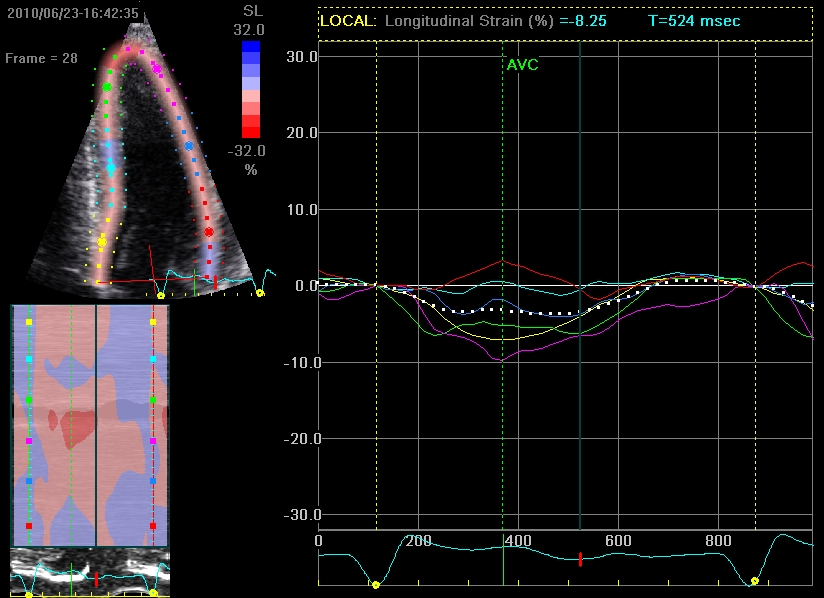 2010/06/23-16:42:35
SL
32.0
Frame = 28
-32.0
%
LOCAL: Longitudinal Strain (%) =-8.25 T=524 msec
AVC
30.0
20.0
10.0
0.0
-10.0
-20.0
-30.0
0 200 400 600 800